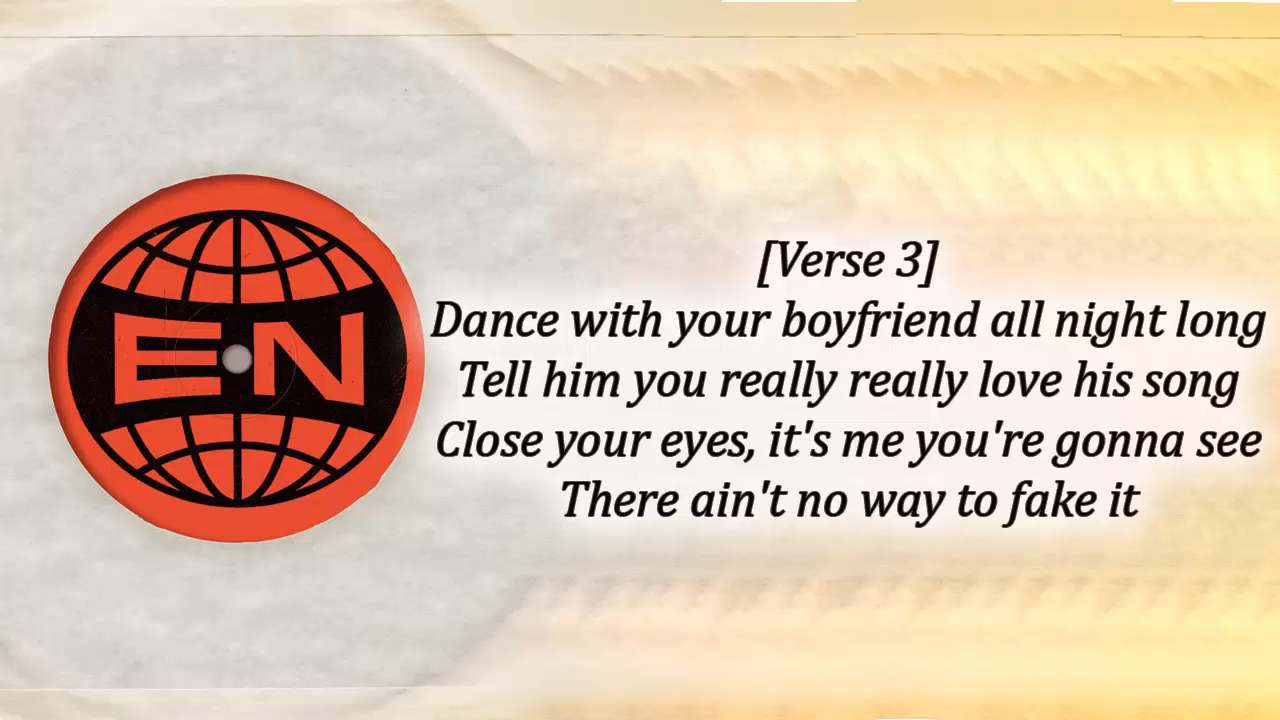 EN
[Verse 3]
Dance with your boyfriend all night long
Tell him you really really love his song
Close your eyes, it's me you're gonna see
There ain't no way to fake it